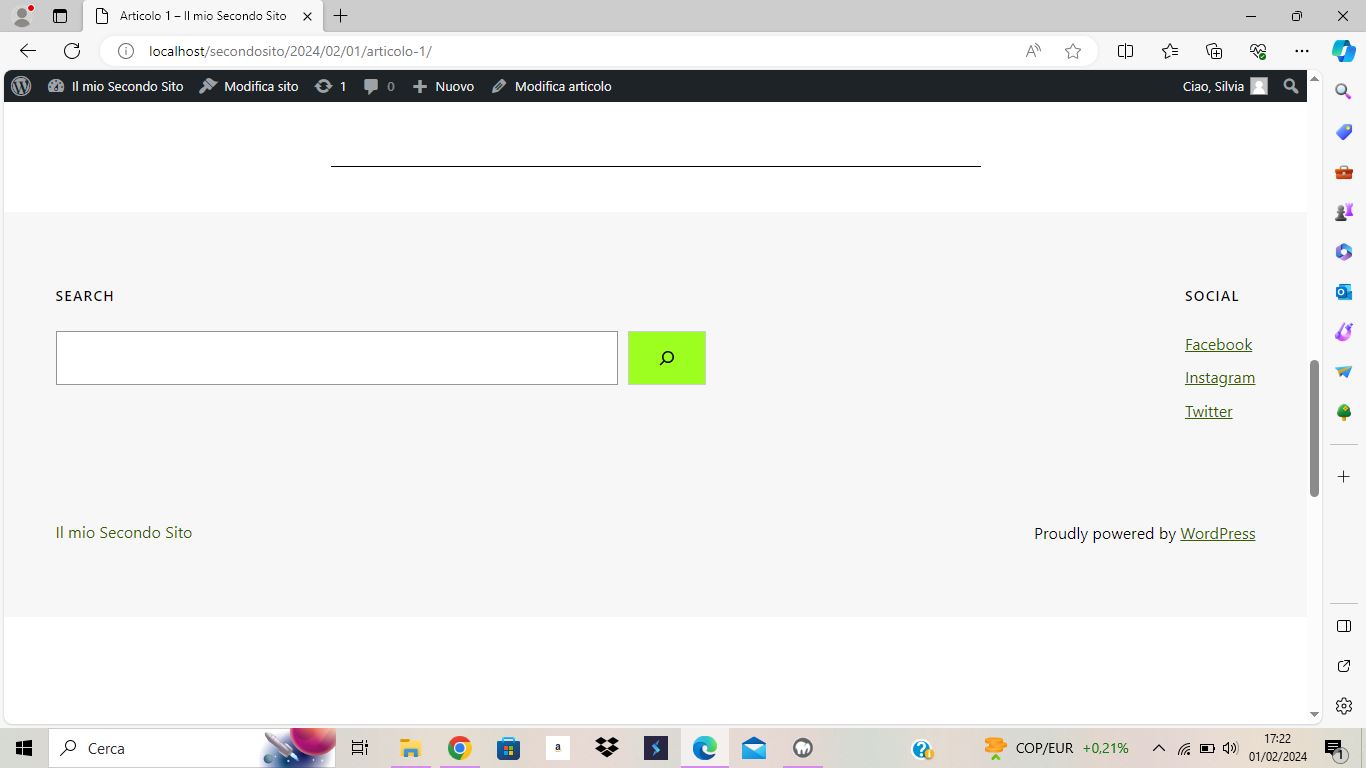 Articolo 1 – Il mio Secondo Sito
localhost/secondosito/2024/02/01/articolo-1/
Il mio Secondo Sito Modifica sito 1 0 Nuovo Modifica articolo Ciao, Silvia
SEARCH
SOCIAL
Facebook
Instagram
Twitter
Il mio Secondo Sito
Proudly powered by WordPress
Cerca
a
COP/EUR +0,21%
17:22
01/02/2024
1